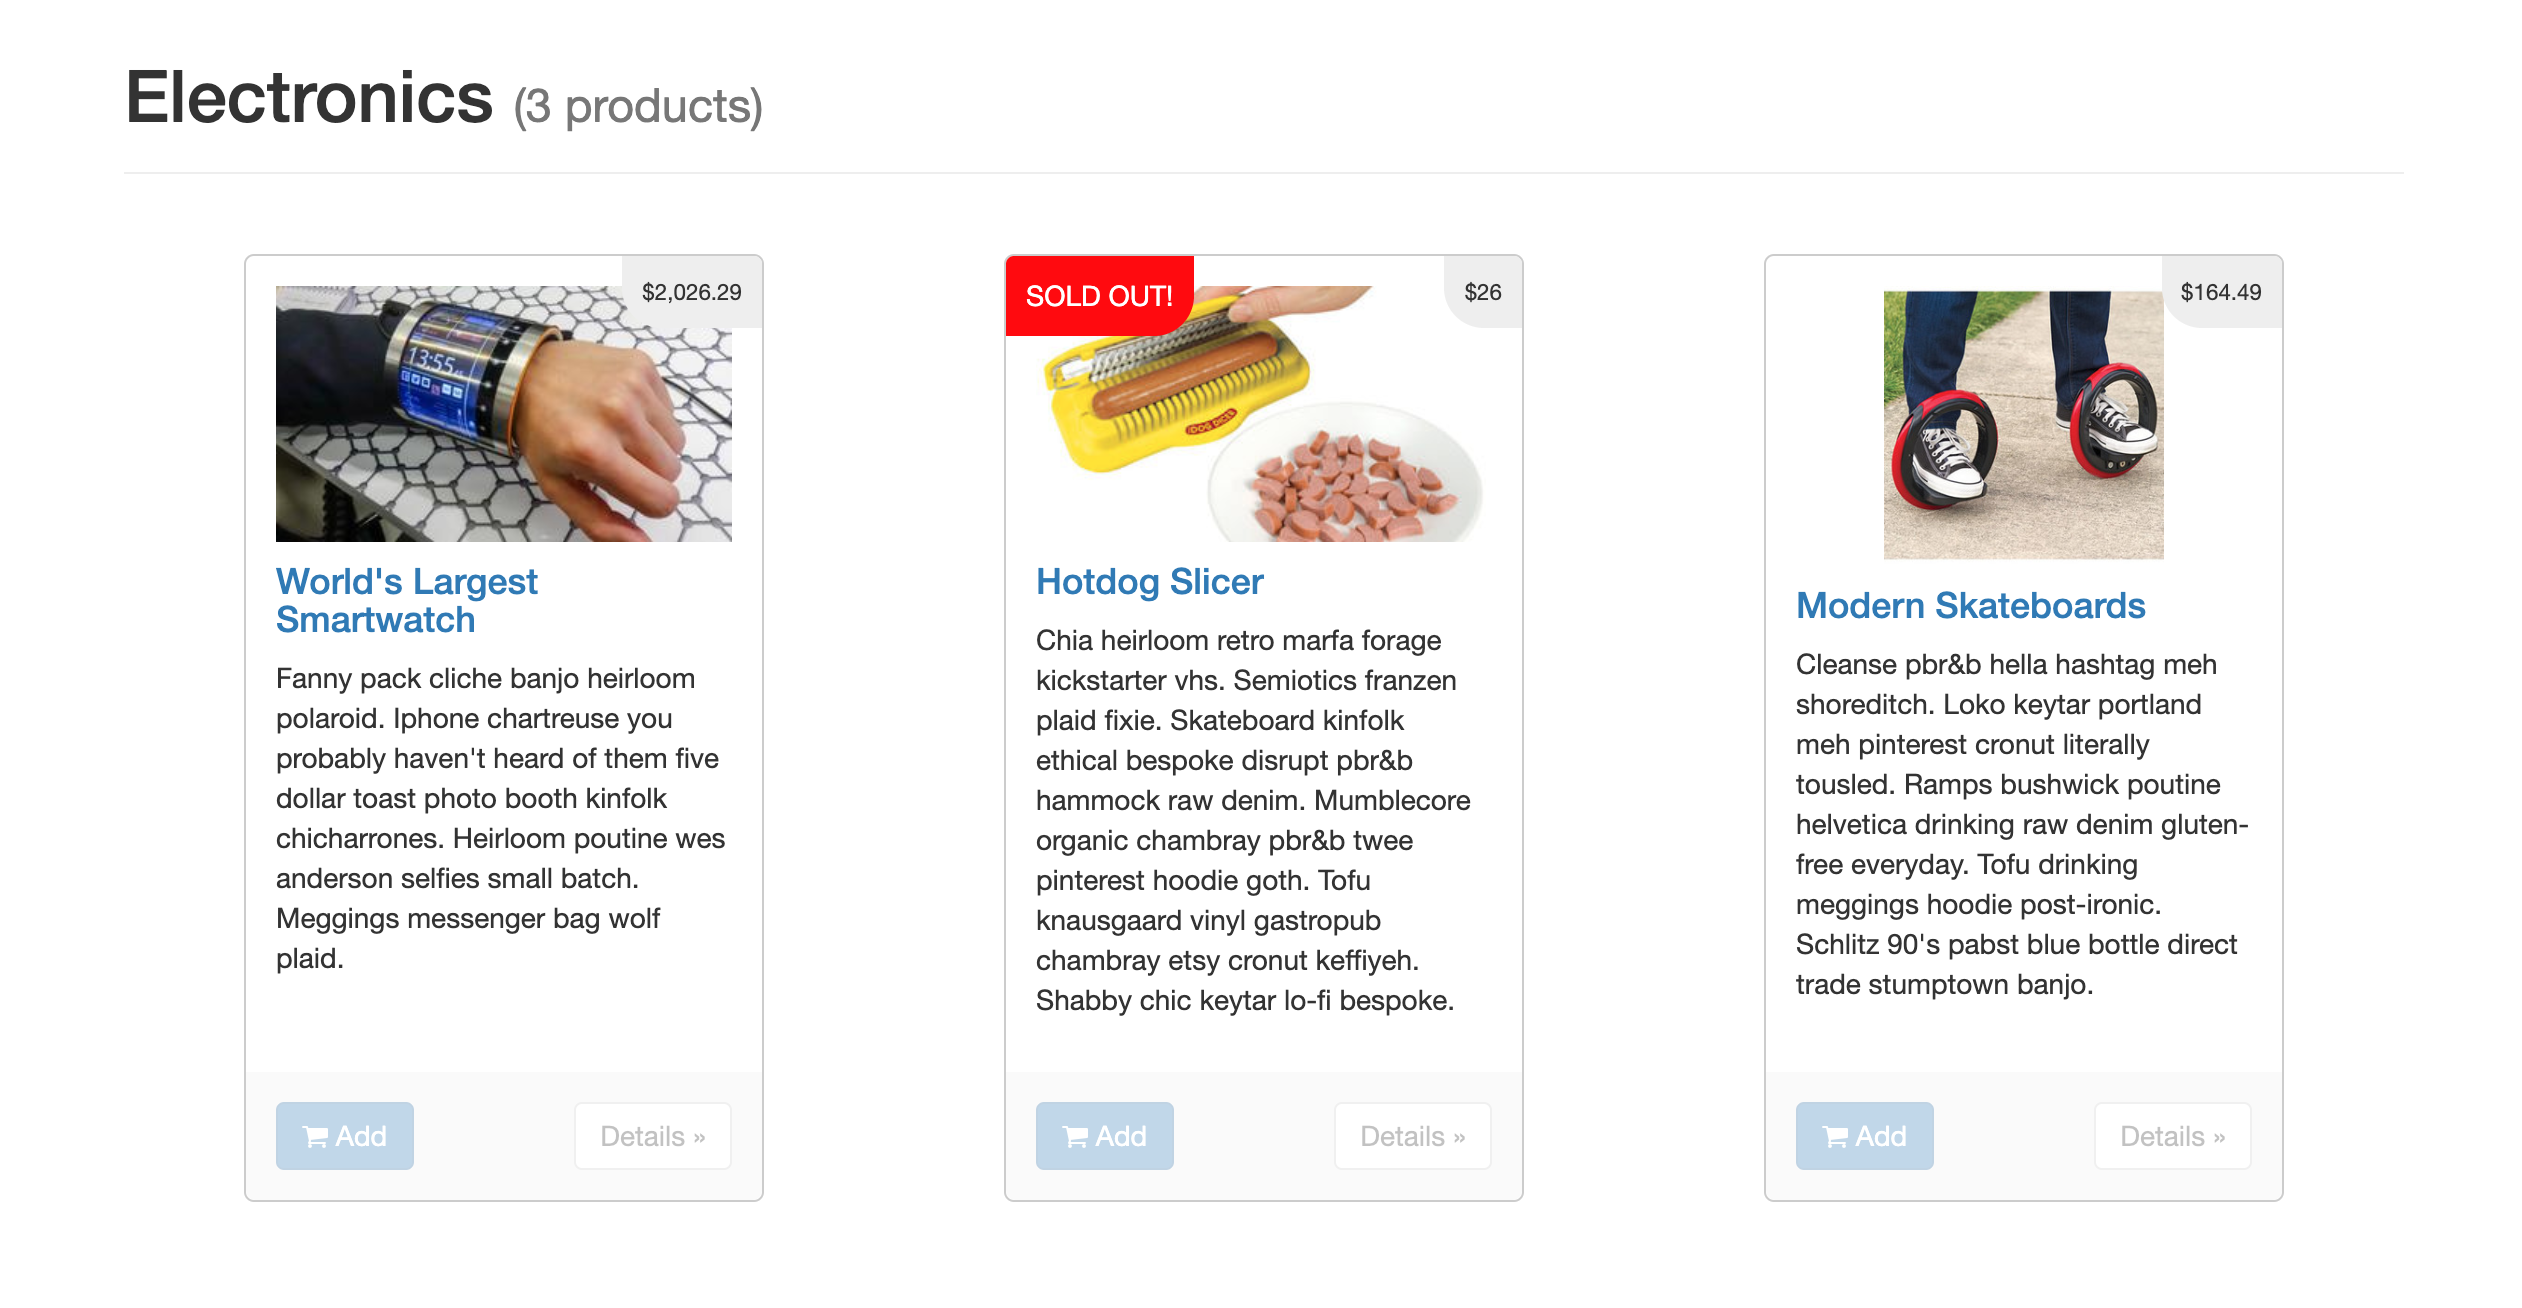 Electronics (3 products)
$2,026.29
13:55
World's Largest
Smartwatch
Fanny pack cliche banjo heirloom
polaroid. Iphone chartreuse you
probably haven't heard of them five
dollar toast photo booth kinfolk
chicharrones. Heirloom poutine wes
anderson selfies small batch.
Meggings messenger bag wolf
plaid.
Add
Details »
SOLD OUT!
$26
DOG DICER
Hotdog Slicer
Chia heirloom retro marfa forage
kickstarter vhs. Semiotics franzen
plaid fixie. Skateboard kinfolk
ethical bespoke disrupt pbr&b
hammock raw denim. Mumblecore
organic chambray pbr&b twee
pinterest hoodie goth. Tofu
knausgaard vinyl gastropub
chambray etsy cronut keffiyeh.
Shabby chic keytar lo-fi bespoke.
Add
Details »
$164.49
Modern Skateboards
Cleanse pbr&b hella hashtag meh
shoreditch. Loko keytar portland
meh pinterest cronut literally
tousled. Ramps bushwick poutine
helvetica drinking raw denim gluten-
free everyday. Tofu drinking
meggings hoodie post-ironic.
Schlitz 90's pabst blue bottle direct
trade stumptown banjo.
Add
Details »